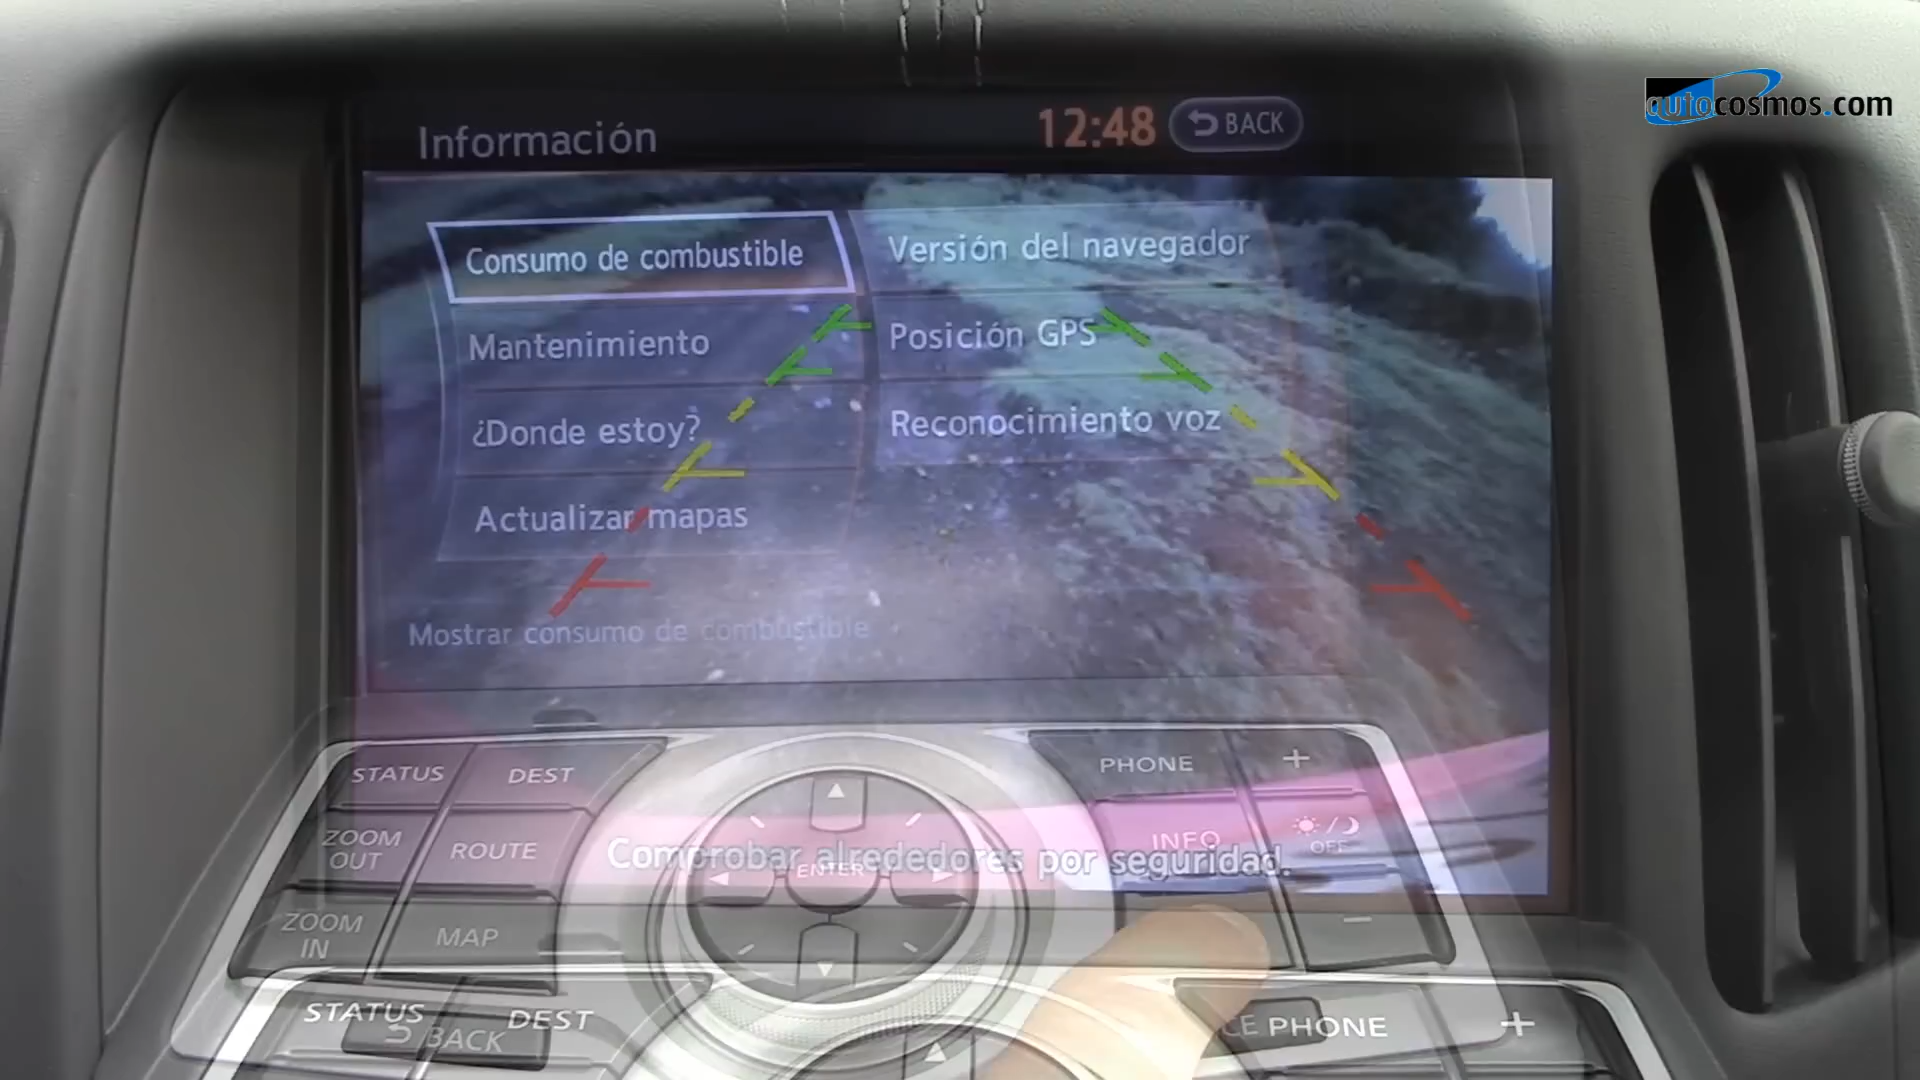 autocosmos.com
Información 12:48 BACK
Consumo de combustible
Versión del navegador
Mantenimiento
Posición GPS
¿Donde estoy?
Reconocimiento voz
Actualizar mapas
Mostrar consumo de combustible
STATUS DEST PHONE +
ZOOM OUT ROUTE INFO OFF
Comprobar alrededores por seguridad.
ENTER
ZOOM IN MAP −
STATUS DEST PHONE +
BACK